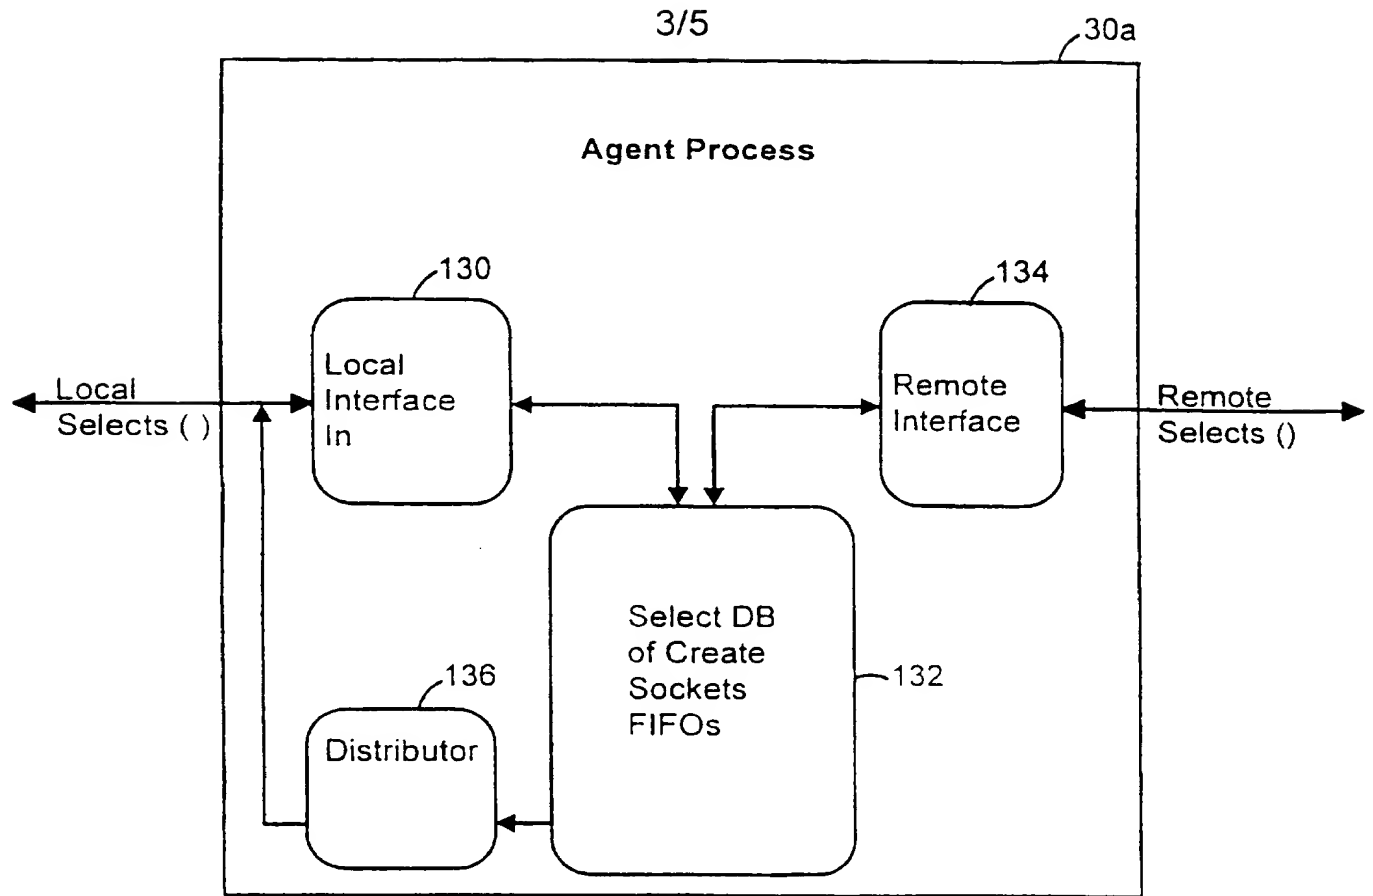 3/5
30a
Agent Process
130
134
Local
Interface
In
Remote
Interface
Local
Selects ( )
Remote
Selects ()
Select DB
of Create
Sockets
FIFOs
132
136
Distributor